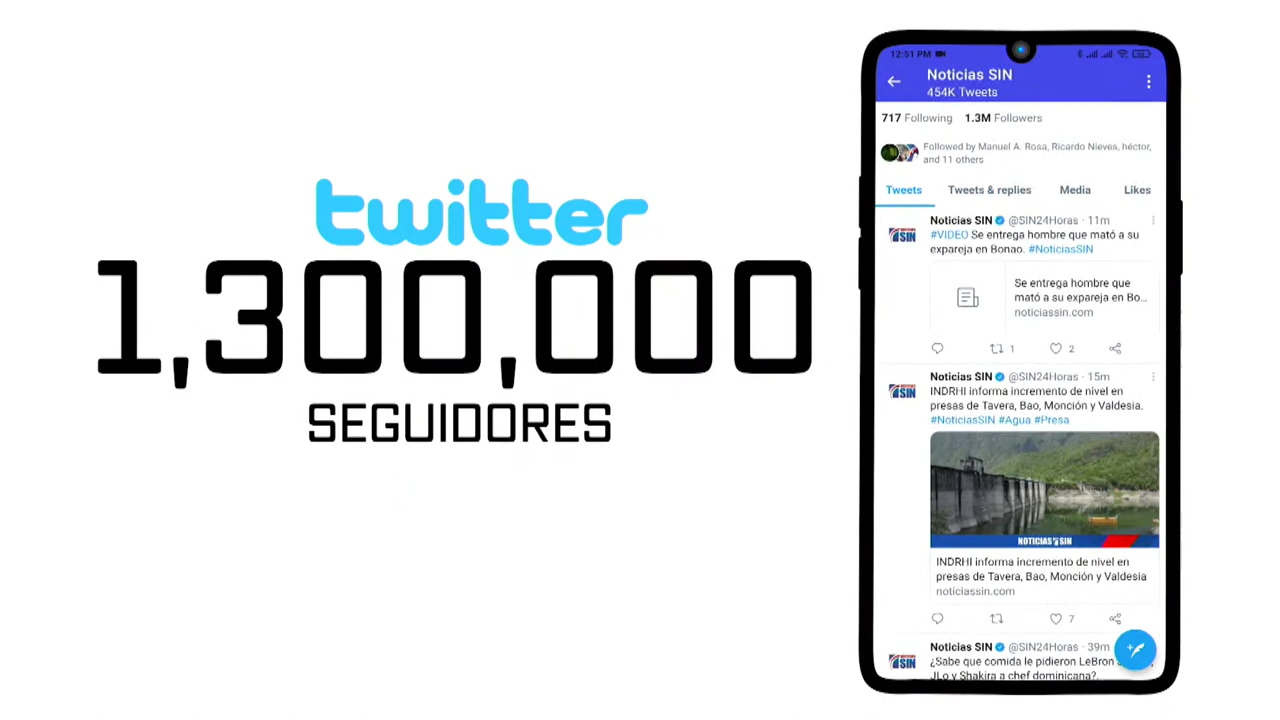 twitter
1,300,000
SEGUIDORES
12:51 PM
Noticias SIN
454K Tweets
717 Following 1.3M Followers
Followed by Manuel A. Rosa, Ricardo Nieves, héctor,
and 11 others
Tweets Tweets & replies Media Likes
Noticias SIN @SIN24Horas · 11m
#VIDEO Se entrega hombre que mató a su
expareja en Bonao. #NoticiasSIN
Se entrega hombre que
mató a su expareja en Bo...
noticiassin.com
1 2
Noticias SIN @SIN24Horas · 15m
INDRHI informa incremento de nivel en
presas de Tavera, Bao, Monción y Valdesia.
#NoticiasSIN #Agua #Presa
NOTICIAS SIN
INDRHI informa incremento de nivel en
presas de Tavera, Bao, Monción y Valdesia
noticiassin.com
7
Noticias SIN @SIN24Horas · 39m
¿Sabe que comida le pidieron LeBron
JLo y Shakira a chef dominicana?.